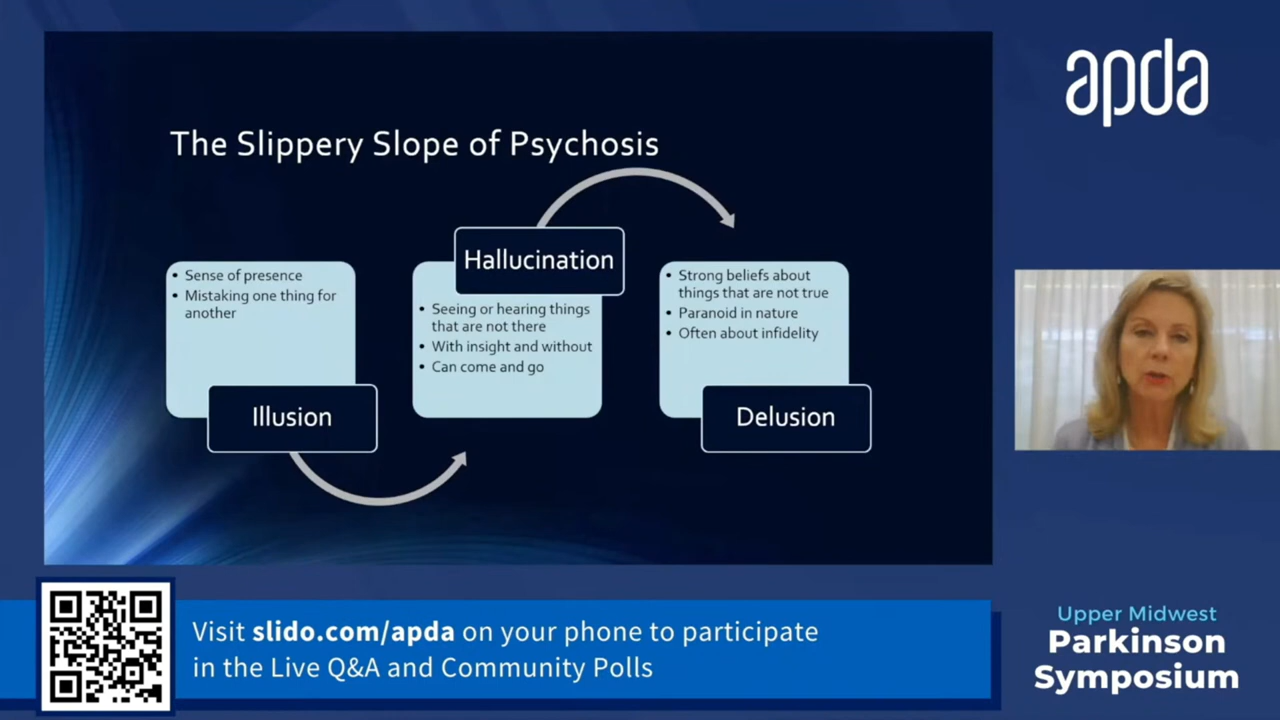 apda
The Slippery Slope of Psychosis
• Sense of presence
• Mistaking one thing for
another
Illusion
Hallucination
• Seeing or hearing things
that are not there
• With insight and without
• Can come and go
• Strong beliefs about
things that are not true
• Paranoid in nature
• Often about infidelity
Delusion
Visit slido.com/apda on your phone to participate
in the Live Q&A and Community Polls
Upper Midwest
Parkinson
Symposium